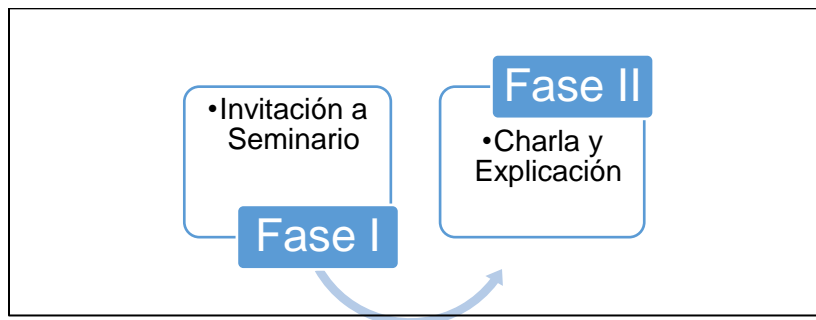 •Invitación a
Seminario
Fase I
Fase II
•Charla y
Explicación